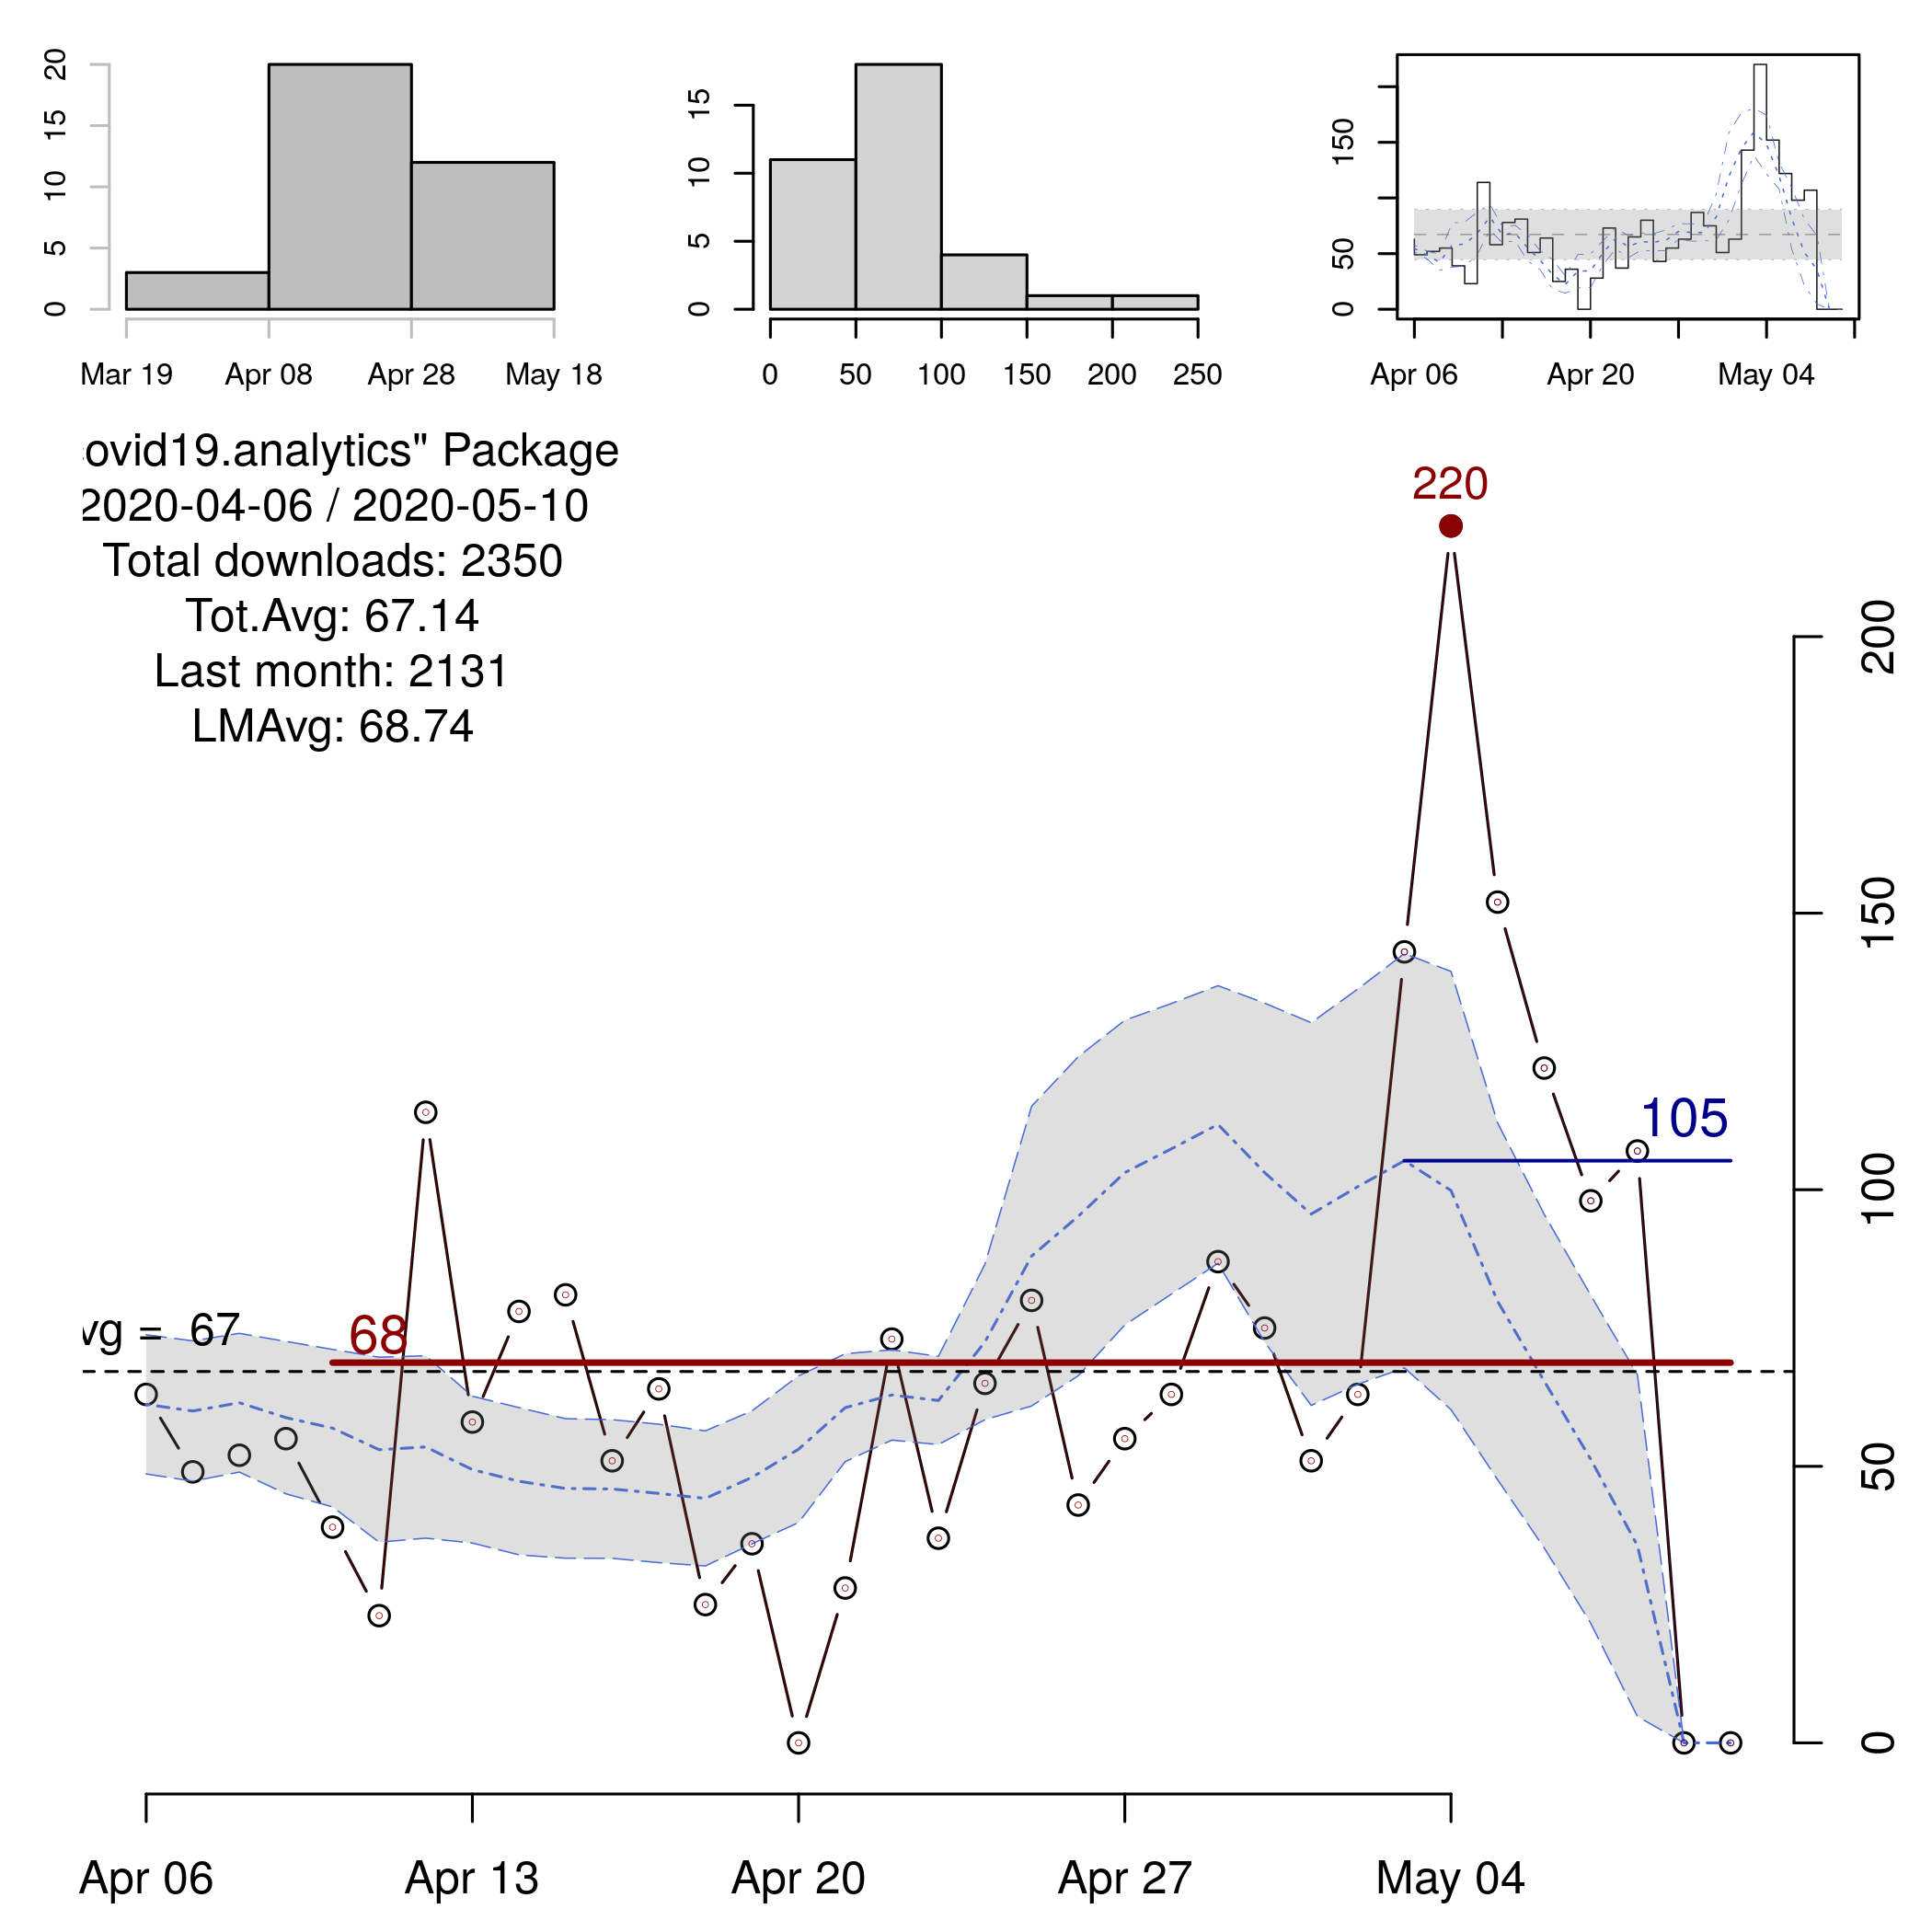 20
15
10
5
0
Mar 19 Apr 08 Apr 28 May 18
15
10
5
0
0 50 100 150 200 250
150
50
0
Apr 06 Apr 20 May 04
ovid19.analytics" Package
2020-04-06 / 2020-05-10
Total downloads: 2350
Tot.Avg: 67.14
Last month: 2131
LMAvg: 68.74
220
200
150
105
100
vg = 67
68
50
0
Apr 06 Apr 13 Apr 20 Apr 27 May 04